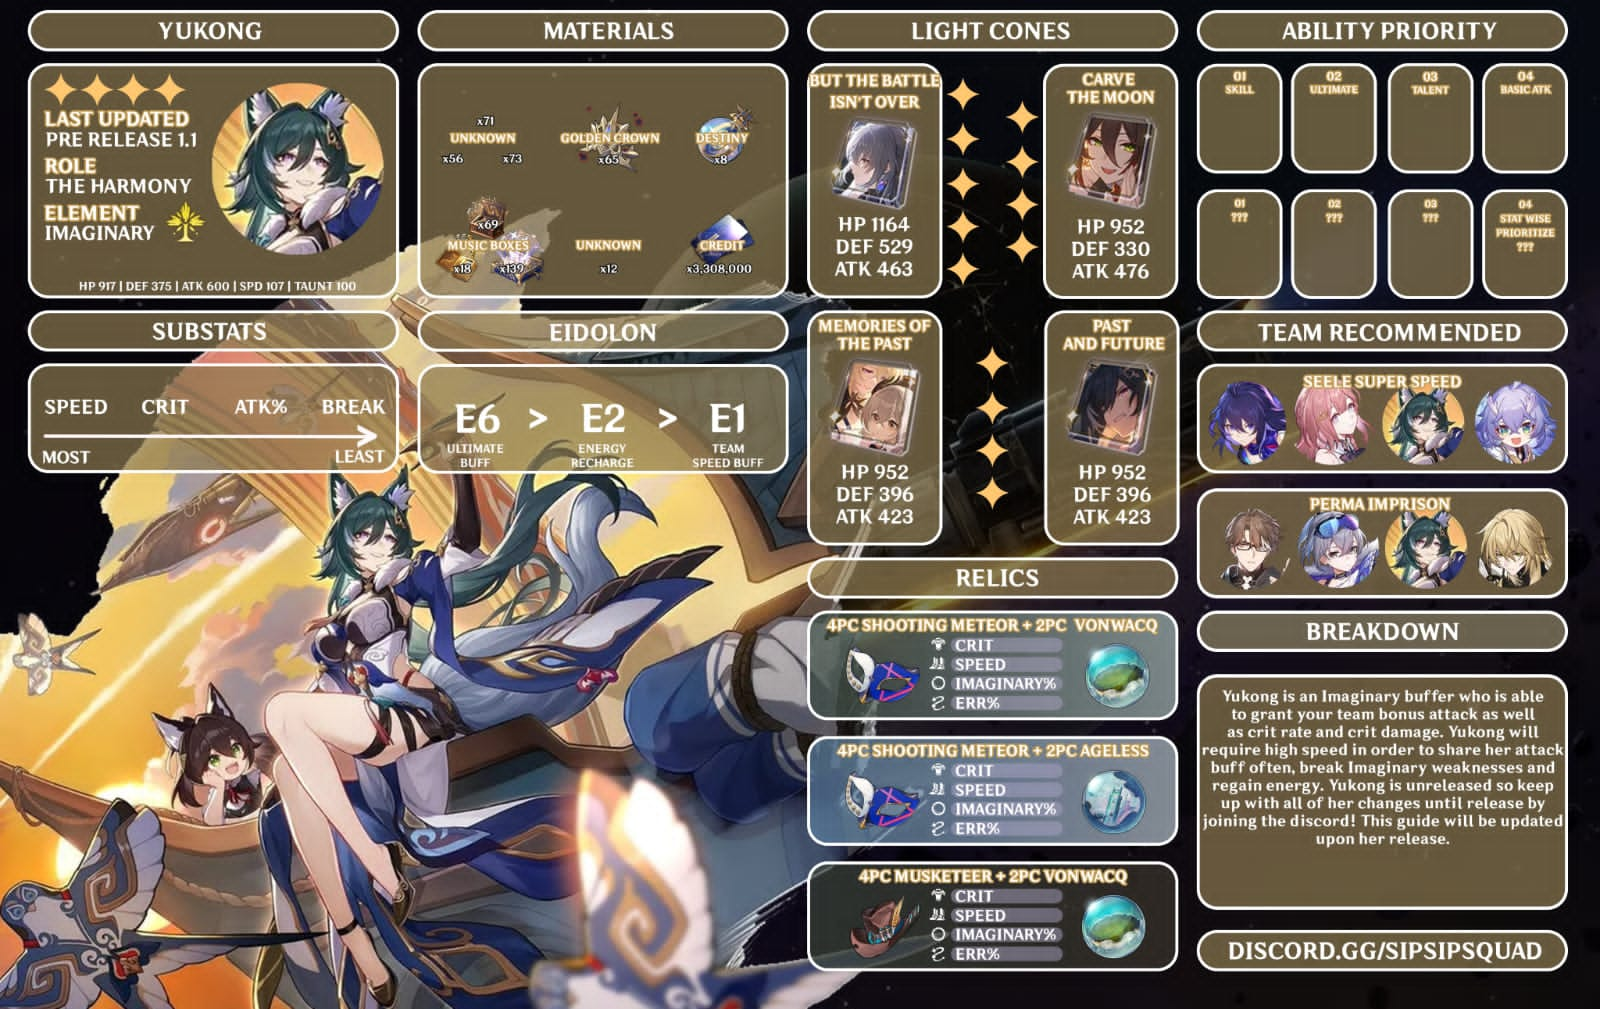 YUKONG
LAST UPDATED
PRE RELEASE 1.1
ROLE
THE HARMONY
ELEMENT
IMAGINARY
HP 917 | DEF 375 | ATK 600 | SPD 107 | TAUNT 100
MATERIALS
x71
UNKNOWN
x56 x73
GOLDEN CROWN
x65
DESTINY
x8
x69
MUSIC BOXES
x18 x139
UNKNOWN
x12
CREDIT
x3,308,000
SUBSTATS
SPEED CRIT ATK% BREAK
MOST LEAST
EIDOLON
E6 > E2 > E1
ULTIMATE
BUFF
ENERGY
RECHARGE
TEAM
SPEED BUFF
LIGHT CONES
BUT THE BATTLE
ISN'T OVER
HP 1164
DEF 529
ATK 463
CARVE
THE MOON
HP 952
DEF 330
ATK 476
MEMORIES OF
THE PAST
HP 952
DEF 396
ATK 423
PAST
AND FUTURE
HP 952
DEF 396
ATK 423
RELICS
4PC SHOOTING METEOR + 2PC VONWACQ
CRIT
SPEED
IMAGINARY%
ERR%
4PC SHOOTING METEOR + 2PC AGELESS
CRIT
SPEED
IMAGINARY%
ERR%
4PC MUSKETEER + 2PC VONWACQ
CRIT
SPEED
IMAGINARY%
ERR%
ABILITY PRIORITY
01
SKILL
02
ULTIMATE
03
TALENT
04
BASIC ATK
01
???
02
???
03
???
04
STAT WISE
PRIORITIZE
???
TEAM RECOMMENDED
SEELE SUPER SPEED
PERMA IMPRISON
BREAKDOWN
Yukong is an Imaginary buffer who is able
to grant your team bonus attack as well
as crit rate and crit damage. Yukong will
require high speed in order to share her attack
buff often, break Imaginary weaknesses and
regain energy. Yukong is unreleased so keep
up with all of her changes until release by
joining the discord! This guide will be updated
upon her release.
DISCORD.GG/SIPSIPSQUAD